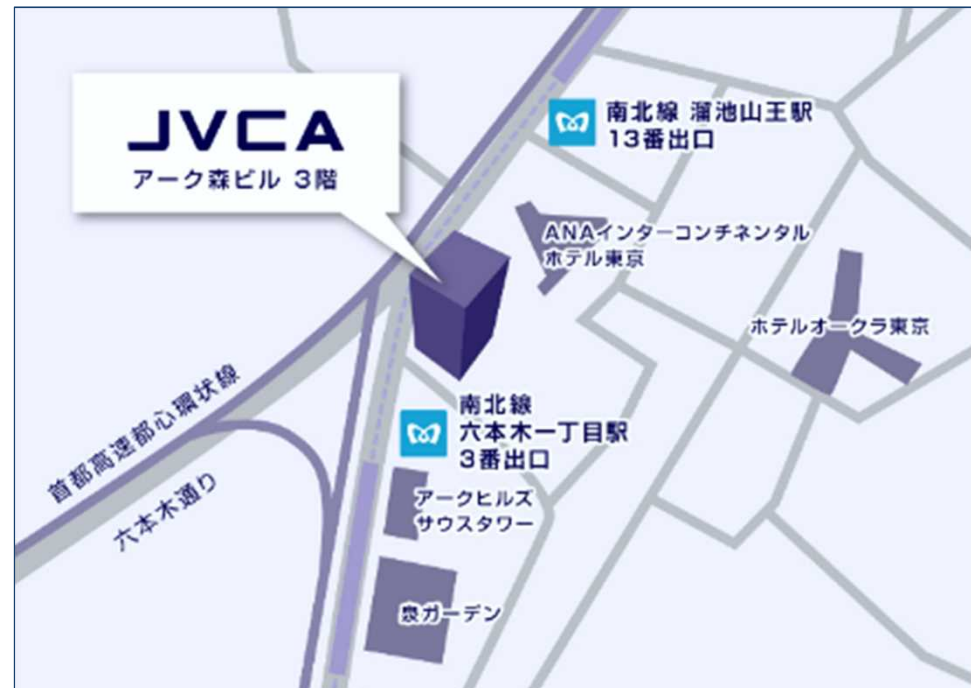 JVCA
アーク森ビル 3階
南北線 溜池山王駅
13番出口
ANAインターコンチネンタル
ホテル東京
ホテルオークラ東京
首都高速都心環状線
六本木通り
南北線
六本木一丁目駅
3番出口
アークヒルズ
サウスタワー
泉ガーデン